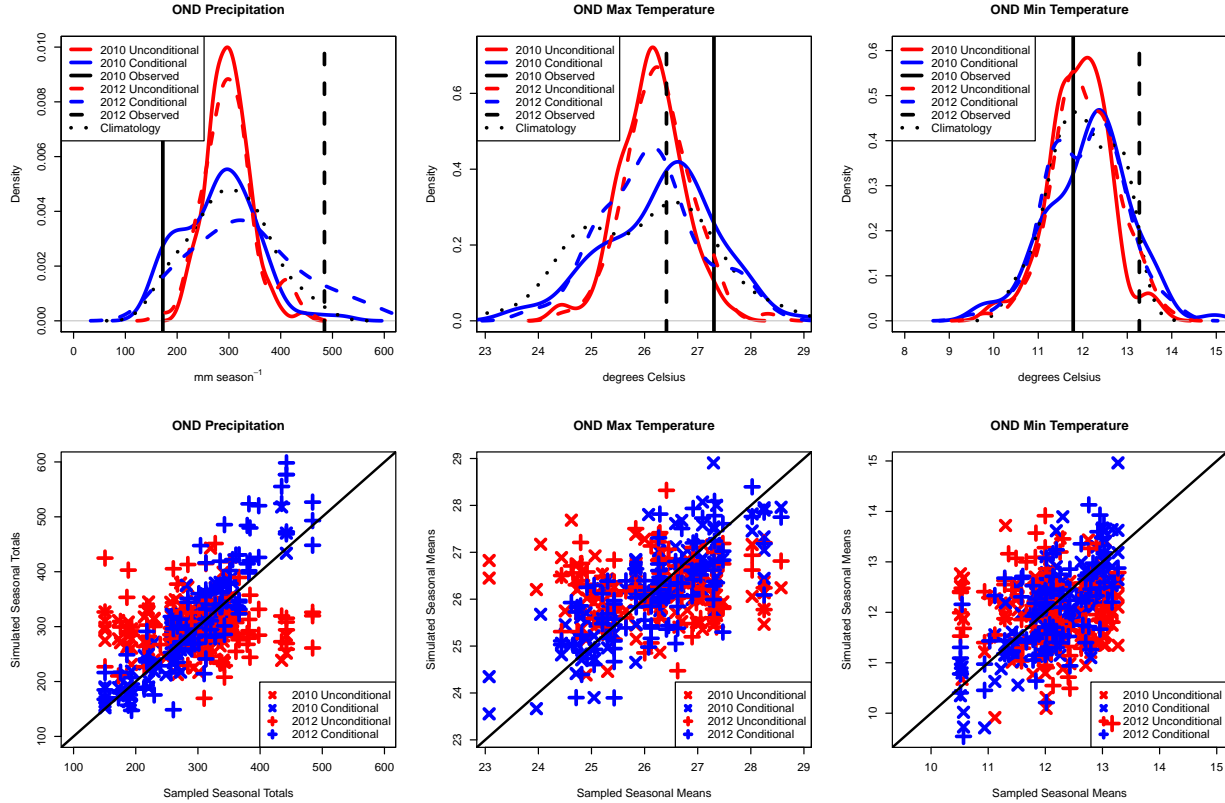 OND Precipitation
2010 Unconditional
2010 Conditional
2010 Observed
2012 Unconditional
2012 Conditional
2012 Observed
Climatology
Density
0.000
0.002
0.004
0.006
0.008
0.010
0
100
200
300
400
500
600
mm season⁻¹
OND Max Temperature
2010 Unconditional
2010 Conditional
2010 Observed
2012 Unconditional
2012 Conditional
2012 Observed
Climatology
Density
0.0
0.2
0.4
0.6
23
24
25
26
27
28
29
degrees Celsius
OND Min Temperature
2010 Unconditional
2010 Conditional
2010 Observed
2012 Unconditional
2012 Conditional
2012 Observed
Climatology
Density
0.0
0.1
0.2
0.3
0.4
0.5
0.6
8
9
10
11
12
13
14
15
degrees Celsius
OND Precipitation
Simulated Seasonal Totals
100
200
300
400
500
600
2010 Unconditional
2010 Conditional
2012 Unconditional
2012 Conditional
100
200
300
400
500
600
Sampled Seasonal Totals
OND Max Temperature
Simulated Seasonal Means
23
24
25
26
27
28
29
2010 Unconditional
2010 Conditional
2012 Unconditional
2012 Conditional
23
24
25
26
27
28
29
Sampled Seasonal Means
OND Min Temperature
Simulated Seasonal Means
10
11
12
13
14
15
2010 Unconditional
2010 Conditional
2012 Unconditional
2012 Conditional
10
11
12
13
14
15
Sampled Seasonal Means